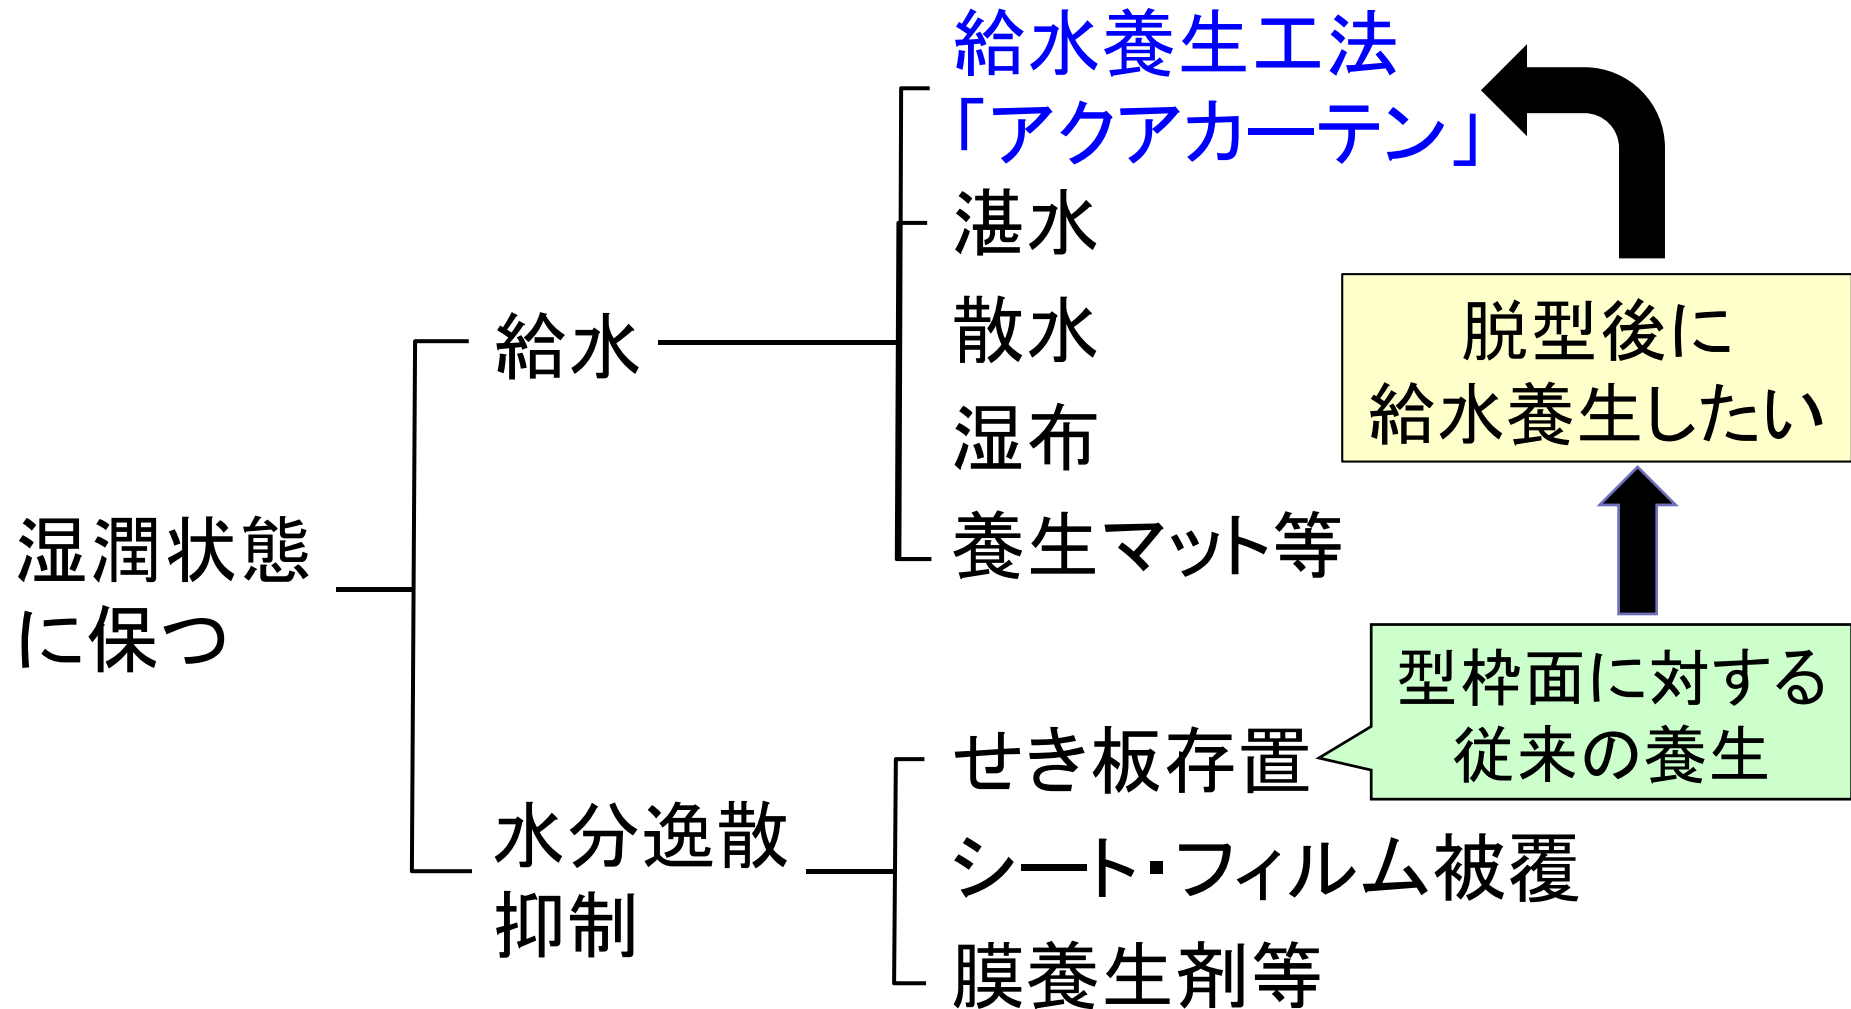 給水養生工法
「アクアカーテン」
湛水
散水
湿布
養生マット等
給水
湿潤状態
に保つ
水分逸散
抑制
せき板存置
シート・フィルム被覆
膜養生剤等
脱型後に
給水養生したい
型枠面に対する
従来の養生